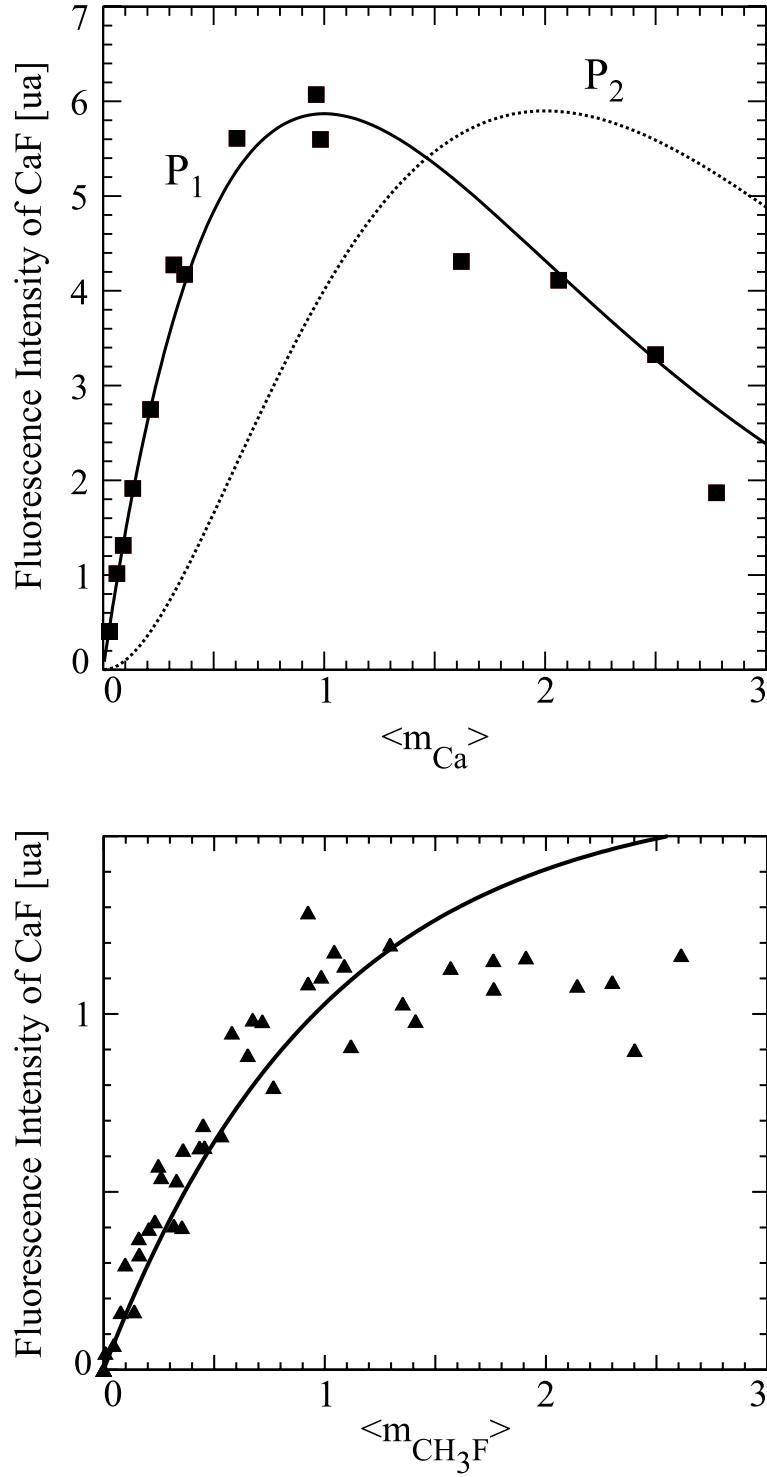 7
6
5
4
3
2
1
0
Fluorescence Intensity of CaF [ua]
P1
P2
0 1 2 3
<mCa>
1
0
Fluorescence Intensity of CaF [ua]
0 1 2 3
<mCH3F>